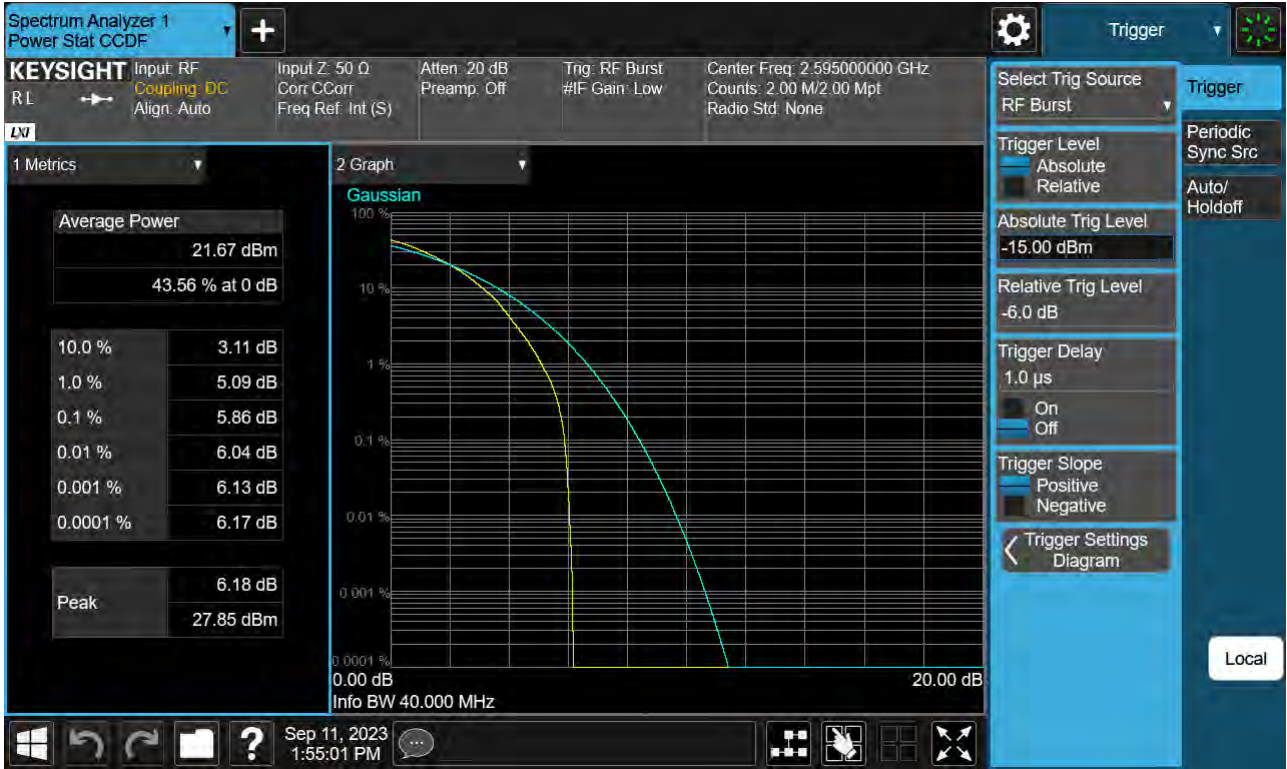 Spectrum Analyzer 1
Power Stat CCDF
+
Trigger
KEYSIGHT
R L
LXI
Input: RF
Coupling: DC
Align: Auto
Input Z: 50 Ω
Corr CCorr
Freq Ref: Int (S)
Atten: 20 dB
Preamp: Off
Trig: RF Burst
#IF Gain: Low
Center Freq: 2.595000000 GHz
Counts: 2.00 M/2.00 Mpt
Radio Std: None
1 Metrics
Average Power
21.67 dBm
43.56 % at 0 dB
10.0 % 3.11 dB
1.0 % 5.09 dB
0.1 % 5.86 dB
0.01 % 6.04 dB
0.001 % 6.13 dB
0.0001 % 6.17 dB
Peak
6.18 dB
27.85 dBm
2 Graph
Gaussian
100 %
10 %
1 %
0.1 %
0.01 %
0.001 %
0.0001 %
0.00 dB 20.00 dB
Info BW 40.000 MHz
Select Trig Source
RF Burst
Trigger Level
Absolute
Relative
Absolute Trig Level
-15.00 dBm
Relative Trig Level
-6.0 dB
Trigger Delay
1.0 µs
On
Off
Trigger Slope
Positive
Negative
Trigger Settings
Diagram
Trigger
Periodic
Sync Src
Auto/
Holdoff
Local
?
Sep 11, 2023
1:55:01 PM